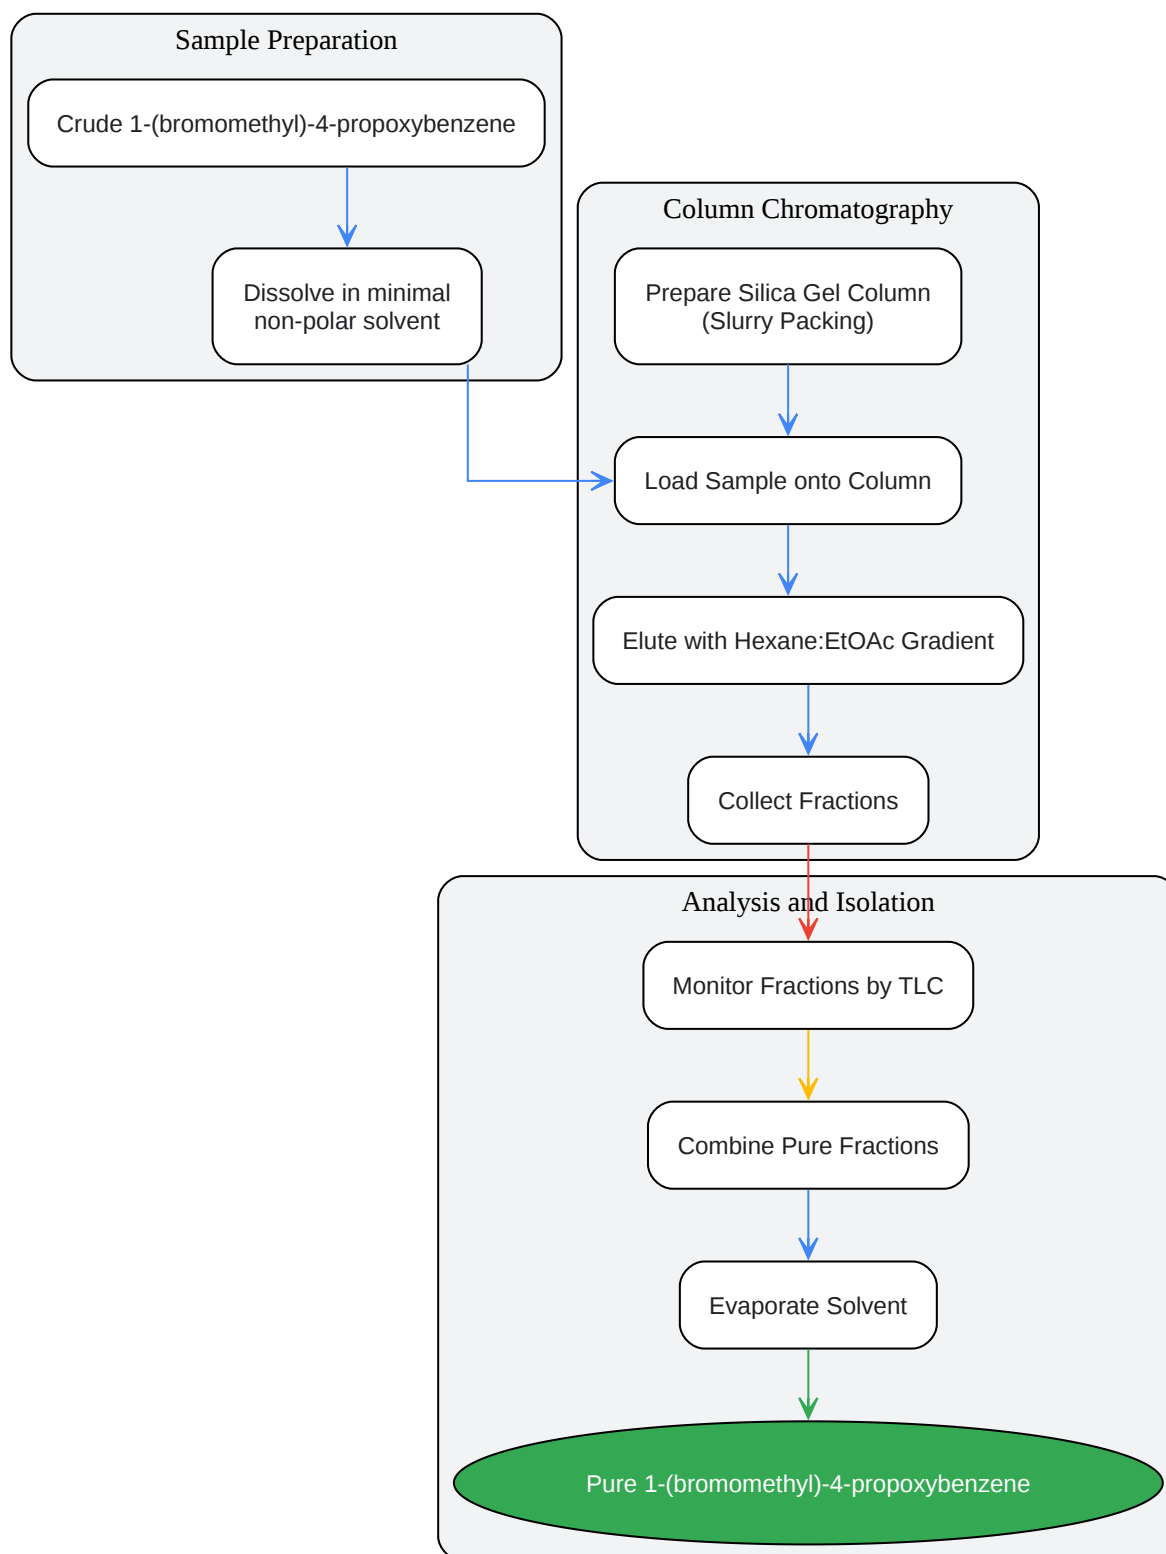 Sample Preparation
Crude 1-(bromomethyl)-4-propoxybenzene
Dissolve in minimal
non-polar solvent
Column Chromatography
Prepare Silica Gel Column
(Slurry Packing)
Load Sample onto Column
Elute with Hexane:EtOAc Gradient
Collect Fractions
Analysis and Isolation
Monitor Fractions by TLC
Combine Pure Fractions
Evaporate Solvent
Pure 1-(bromomethyl)-4-propoxybenzene